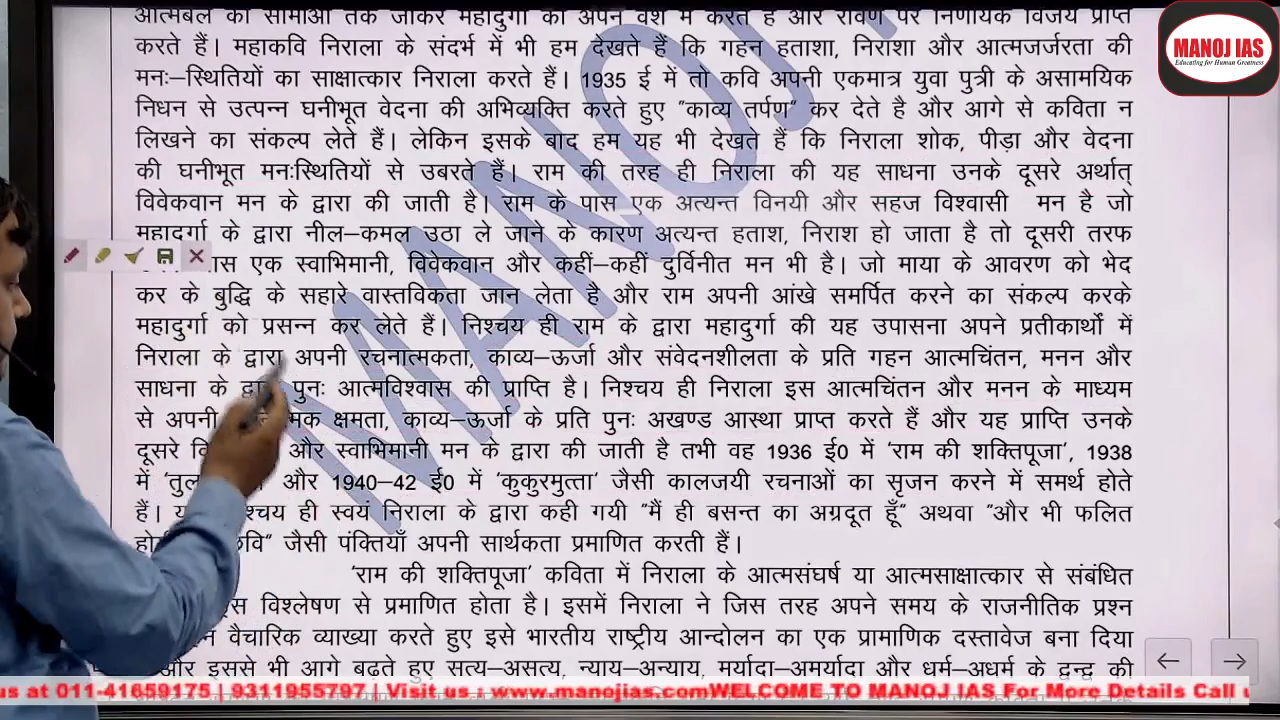 आत्मबल की सीमाओं तक जाकर महादुर्गा को अपने वश में करते हैं और रावण पर निर्णायक विजय प्राप्त
करते हैं। महाकवि निराला के संदर्भ में भी हम देखते हैं कि गहन हताशा, निराशा और आत्मजर्जरता की
मनः–स्थितियों का साक्षात्कार निराला करते हैं। 1935 ई में तो कवि अपनी एकमात्र युवा पुत्री के असामयिक
निधन से उत्पन्न घनीभूत वेदना की अभिव्यक्ति करते हुए "काव्य तर्पण" कर देते है और आगे से कविता न
लिखने का संकल्प लेते हैं। लेकिन इसके बाद हम यह भी देखते हैं कि निराला शोक, पीड़ा और वेदना
की घनीभूत मनःस्थितियों से उबरते हैं। राम की तरह ही निराला की यह साधना उनके दूसरे अर्थात्
विवेकवान मन के द्वारा की जाती है। राम के पास एक अत्यन्त विनयी और सहज विश्वासी मन है जो
महादुर्गा के द्वारा नील–कमल उठा ले जाने के कारण अत्यन्त हताश, निराश हो जाता है तो दूसरी तरफ
एक स्वाभिमानी, विवेकवान और कहीं–कहीं दुर्विनीत मन भी है। जो माया के आवरण को भेद
कर के बुद्धि के सहारे वास्तविकता जान लेता है और राम अपनी आंखे समर्पित करने का संकल्प करके
महादुर्गा को प्रसन्न कर लेते हैं। निश्चय ही राम के द्वारा महादुर्गा की यह उपासना अपने प्रतीकार्थो में
निराला के द्वारा अपनी रचनात्मकता, काव्य–ऊर्जा और संवेदनशीलता के प्रति गहन आत्मचिंतन, मनन और
साधना के द्वारा पुनः आत्मविश्वास की प्राप्ति है। निश्चय ही निराला इस आत्मचिंतन और मनन के माध्यम
से अपनी क्षमता, काव्य–ऊर्जा के प्रति पुनः अखण्ड आस्था प्राप्त करते हैं और यह प्राप्ति उनके
दूसरे और स्वाभिमानी मन के द्वारा की जाती है तभी वह 1936 ई0 में 'राम की शक्तिपूजा', 1938
में और 1940–42 ई0 में 'कुकुरमुत्ता' जैसी कालजयी रचनाओं का सृजन करने में समर्थ होते
हैं। ही स्वयं निराला के द्वारा कही गयी "मैं ही बसन्त का अग्रदूत हूँ" अथवा "और भी फलित
जैसी पंक्तियाँ अपनी सार्थकता प्रमाणित करती हैं।
'राम की शक्तिपूजा' कविता में निराला के आत्मसंघर्ष या आत्मसाक्षात्कार से संबंधित
विश्लेषण से प्रमाणित होता है। इसमें निराला ने जिस तरह अपने समय के राजनीतिक प्रश्न
वैचारिक व्याख्या करते हुए इसे भारतीय राष्ट्रीय आन्दोलन का एक प्रामाणिक दस्तावेज बना दिया
और इससे भी आगे बढ़ते हुए सत्य–असत्य, न्याय–अन्याय, मर्यादा–अमर्यादा और धर्म–अधर्म के द्वन्द्व की
MANOJ
MANOJ IAS
Educating for Human Greatness
us at 011-41659175 | 9311955797 | Visit us : www.manojias.comWELCOME TO MANOJ IAS For More Details Call